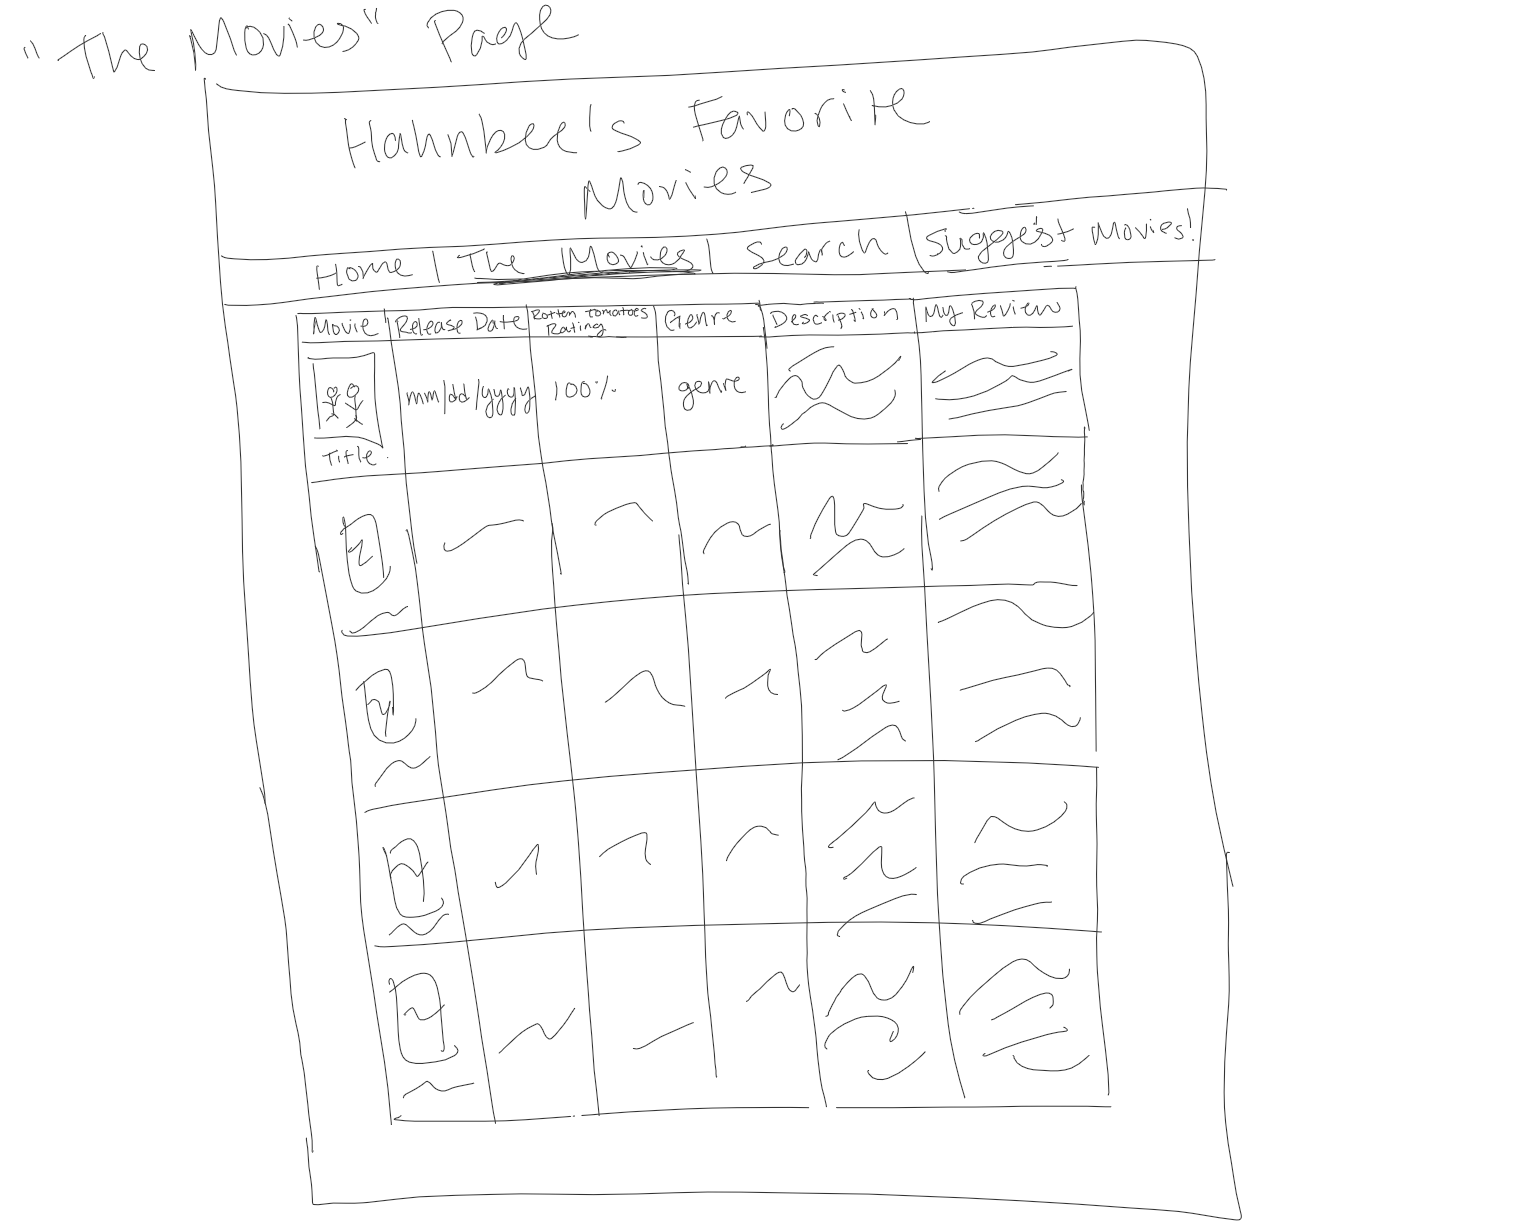 "The Movies" Page
Hahnbee's Favorite
Movies
Home | The Movies | Search | Suggest Movies!
Movie
Release Date
Rotten Tomatoes
Rating
Genre
Description
My Review
mm/dd/yyyy
100%
genre
Title